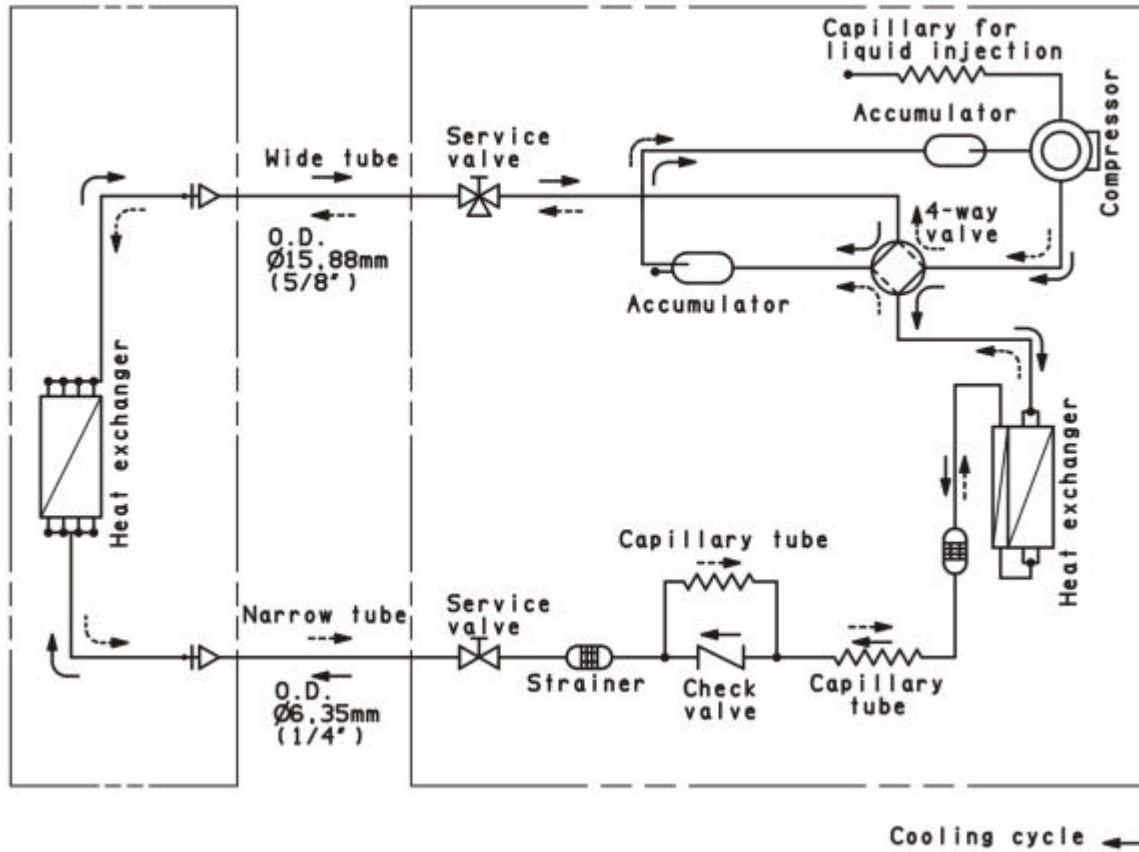 Capillary for
liquid injection
Accumulator
Compressor
Service
valve
Wide tube
4-way
valve
O.D.
Ø15,88mm
(5/8")
Accumulator
Heat exchanger
Heat exchanger
Capillary tube
Narrow tube
Service
valve
Strainer
Check
valve
Capillary
tube
O.D.
Ø6,35mm
(1/4")
Cooling cycle